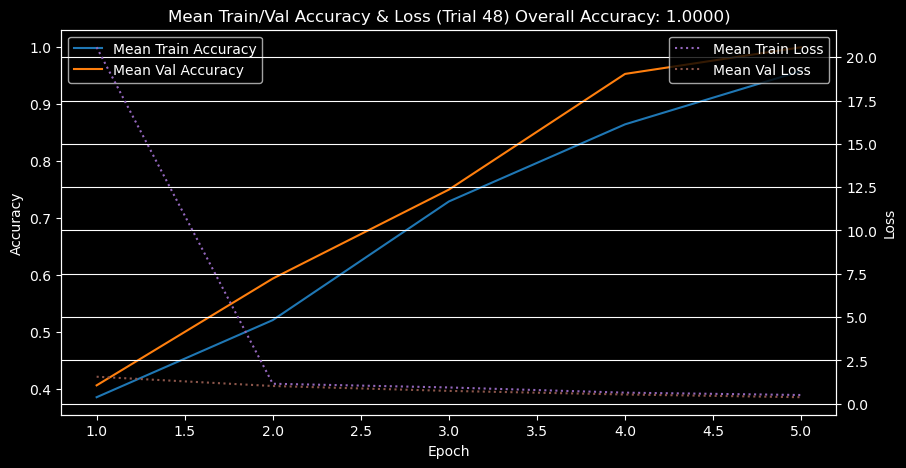 Mean Train/Val Accuracy & Loss (Trial 48) Overall Accuracy: 1.0000)
Mean Train Accuracy
Mean Val Accuracy
Mean Train Loss
Mean Val Loss
Accuracy
1.0
0.9
0.8
0.7
0.6
0.5
0.4
Loss
20.0
17.5
15.0
12.5
10.0
7.5
5.0
2.5
0.0
1.0 1.5 2.0 2.5 3.0 3.5 4.0 4.5 5.0
Epoch